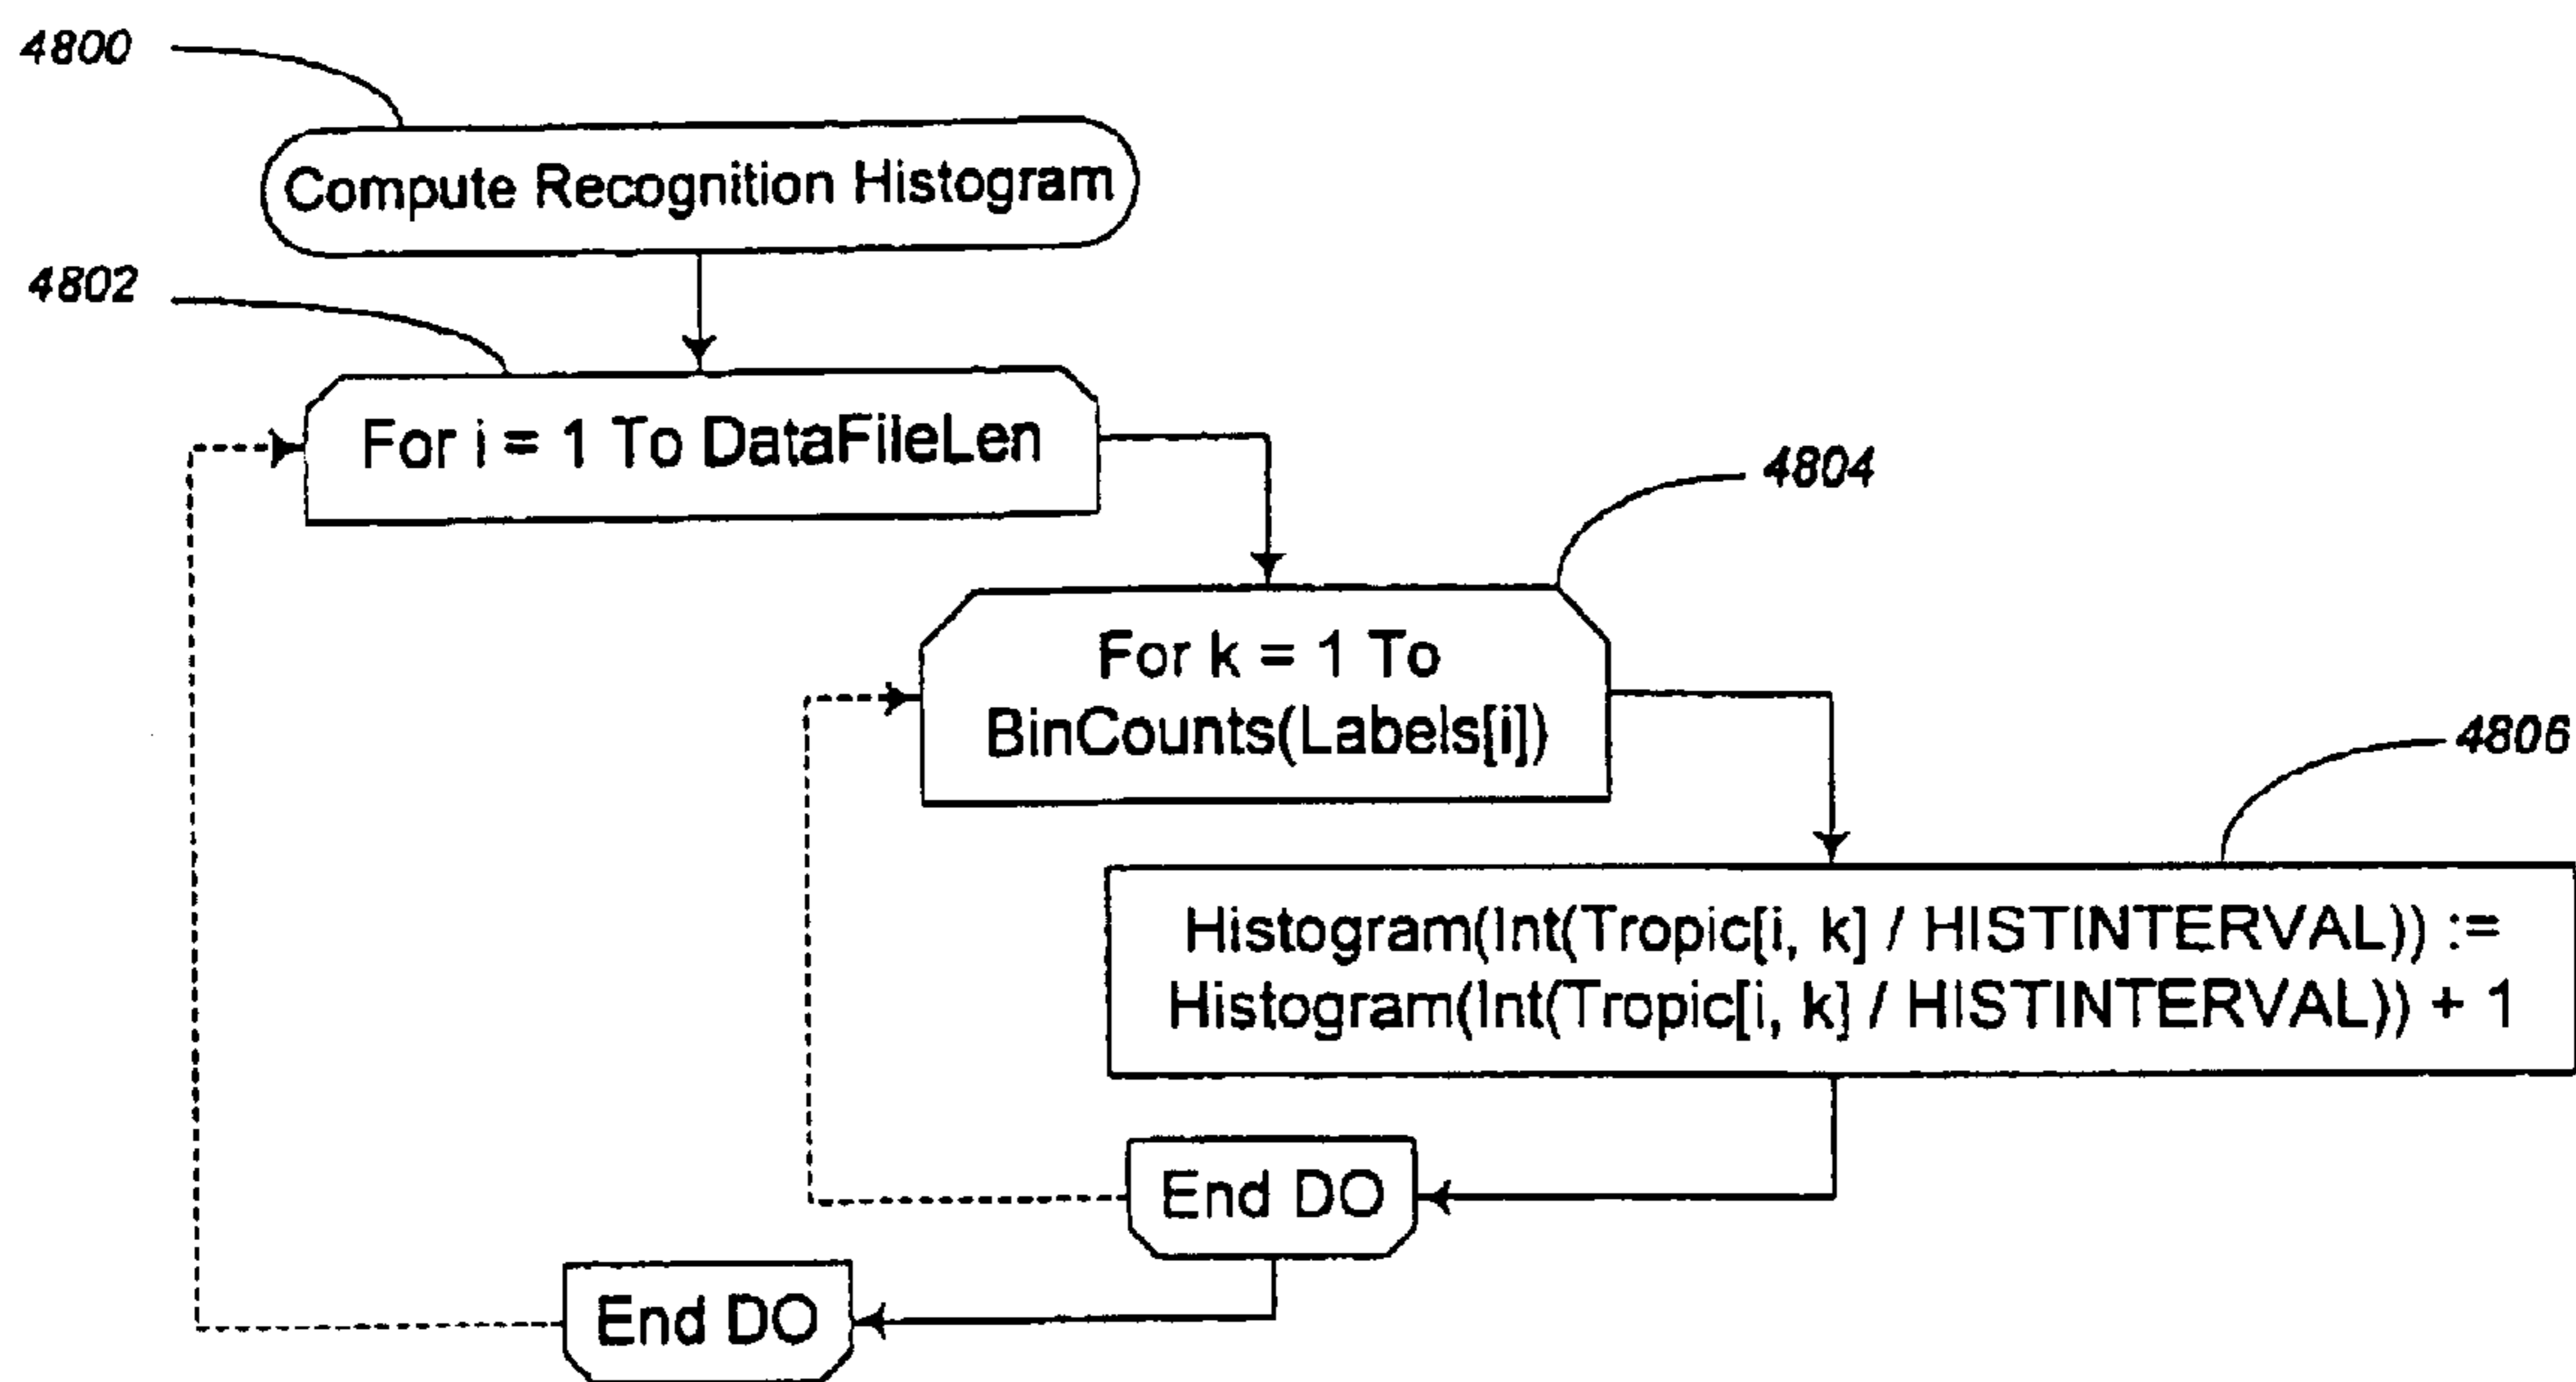 4800
Compute Recognition Histogram
4802
For i = 1 To DataFileLen
4804
For k = 1 To
BinCounts(Labels[i])
4806
Histogram(Int(Tropic[i, k] / HISTINTERVAL)) :=
Histogram(Int(Tropic[i, k] / HISTINTERVAL)) + 1
End DO
End DO